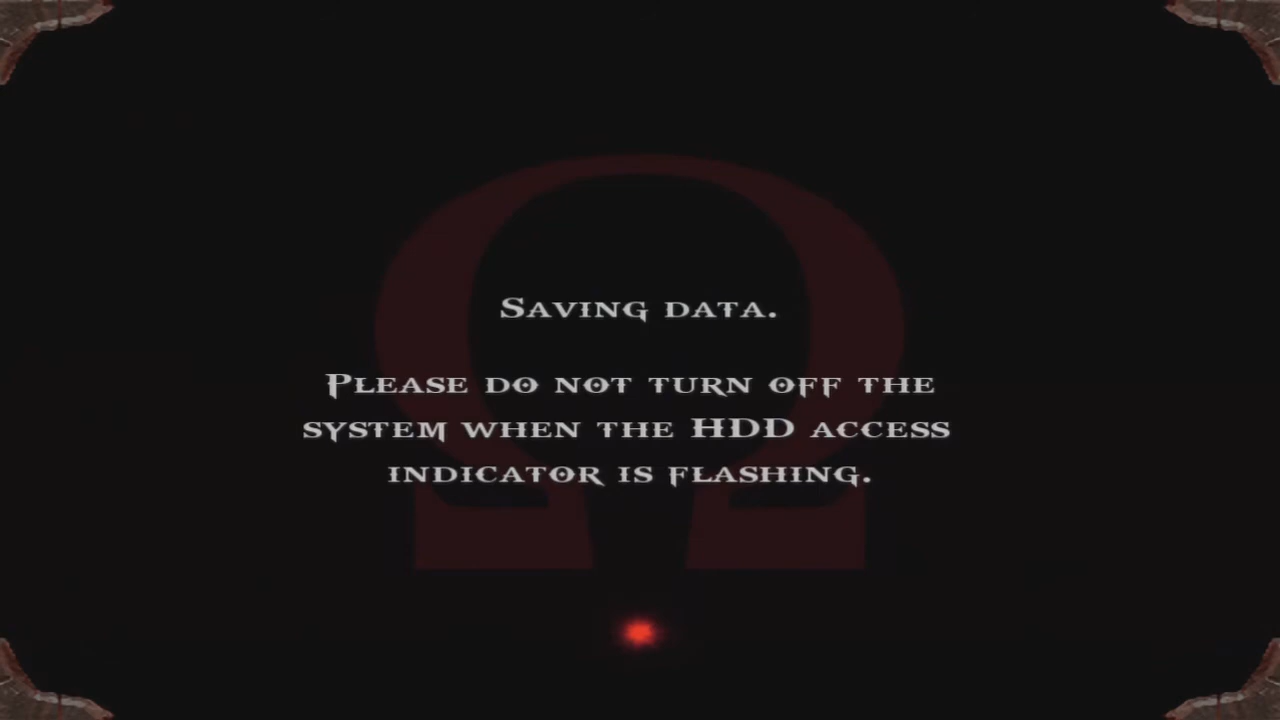 Saving data.
Please do not turn off the
system when the HDD access
indicator is flashing.